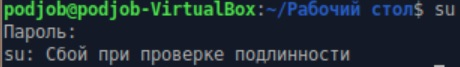 podjob@podjob-VirtualBox:~/Рабочий стол$ su
Пароль:
su: Сбой при проверке подлинности